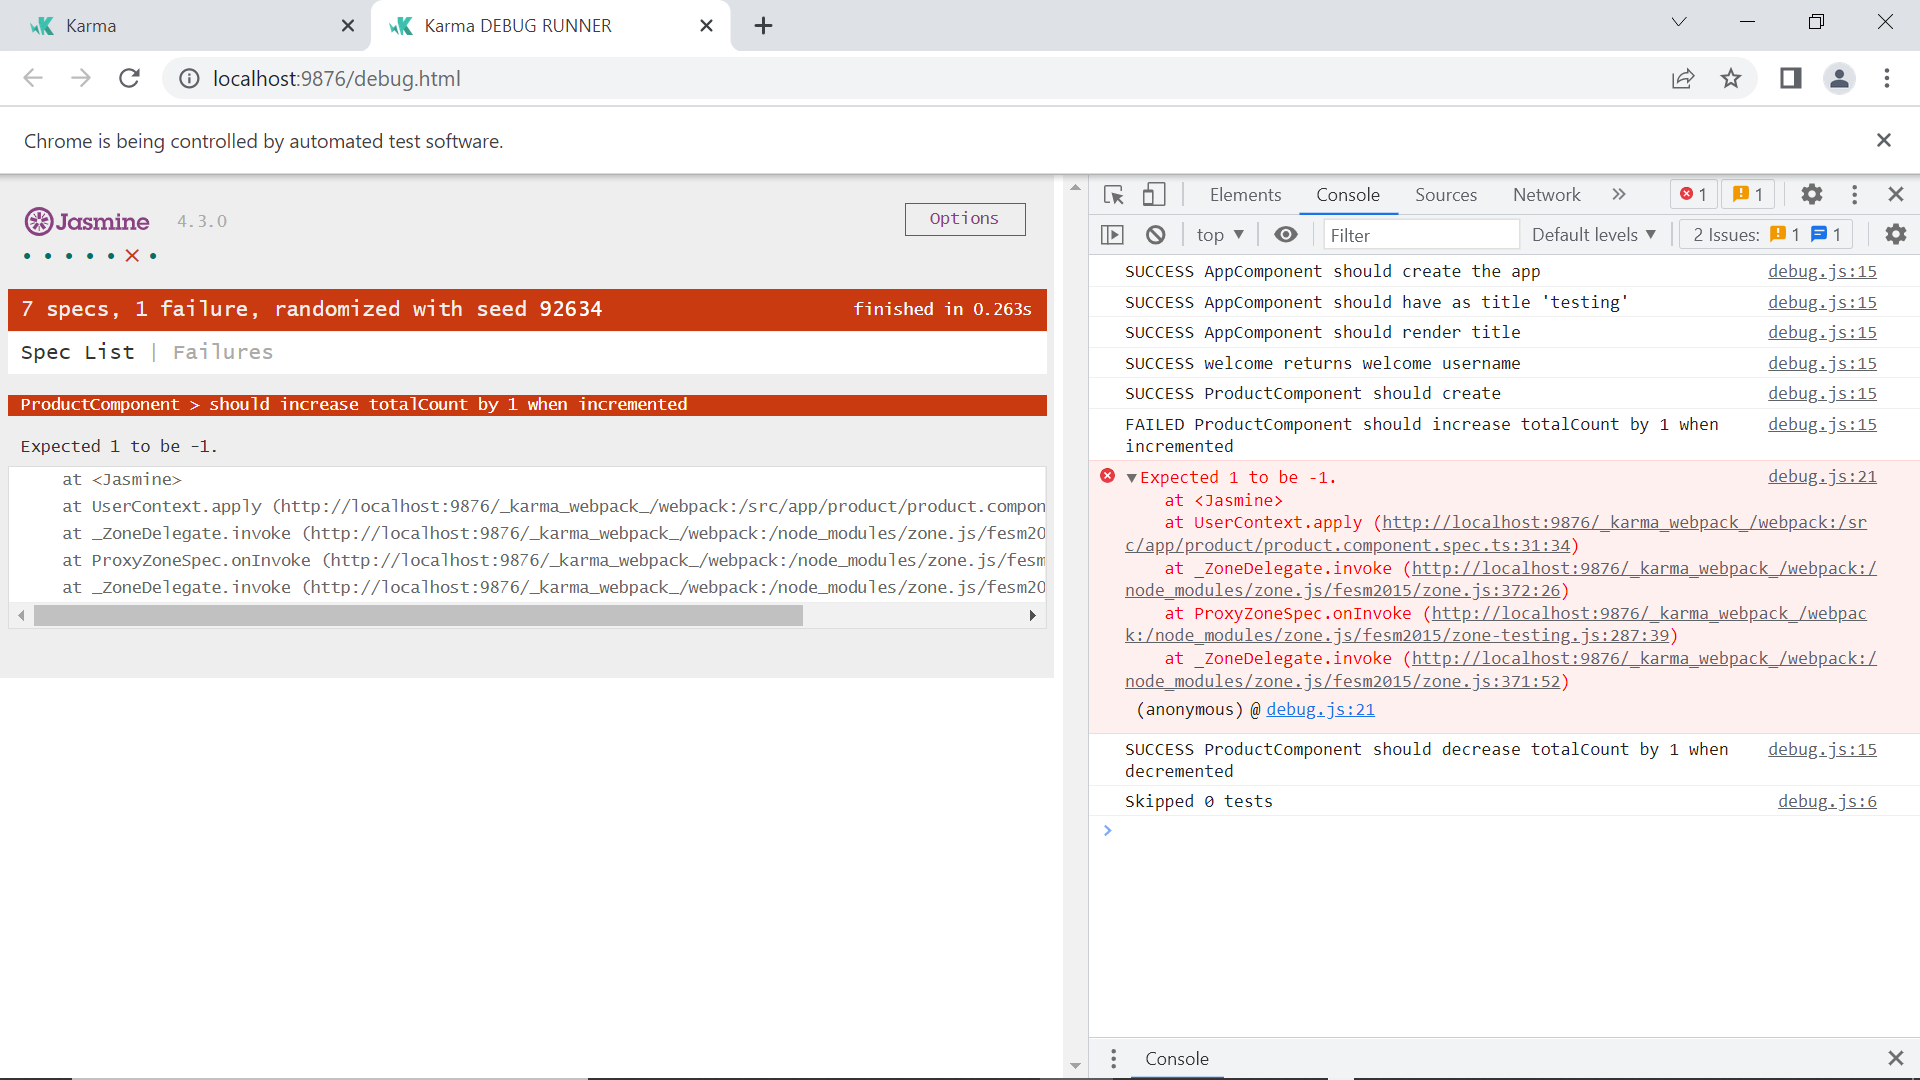 Karma
Karma DEBUG RUNNER
localhost:9876/debug.html
Chrome is being controlled by automated test software.
Jasmine 4.3.0
Options
7 specs, 1 failure, randomized with seed 92634
finished in 0.263s
Spec List | Failures
ProductComponent > should increase totalCount by 1 when incremented
Expected 1 to be -1.
at <Jasmine>
at UserContext.apply (http://localhost:9876/_karma_webpack_/webpack:/src/app/product/product.compon
at _ZoneDelegate.invoke (http://localhost:9876/_karma_webpack_/webpack:/node_modules/zone.js/fesm20
at ProxyZoneSpec.onInvoke (http://localhost:9876/_karma_webpack_/webpack:/node_modules/zone.js/fesm
at _ZoneDelegate.invoke (http://localhost:9876/_karma_webpack_/webpack:/node_modules/zone.js/fesm20
Elements Console Sources Network » 1 1
top Filter Default levels 2 Issues: 1 1
SUCCESS AppComponent should create the app debug.js:15
SUCCESS AppComponent should have as title 'testing' debug.js:15
SUCCESS AppComponent should render title debug.js:15
SUCCESS welcome returns welcome username debug.js:15
SUCCESS ProductComponent should create debug.js:15
FAILED ProductComponent should increase totalCount by 1 when debug.js:15
incremented
Expected 1 to be -1. debug.js:21
at <Jasmine>
at UserContext.apply (http://localhost:9876/_karma_webpack_/webpack:/sr
c/app/product/product.component.spec.ts:31:34)
at _ZoneDelegate.invoke (http://localhost:9876/_karma_webpack_/webpack:/
node_modules/zone.js/fesm2015/zone.js:372:26)
at ProxyZoneSpec.onInvoke (http://localhost:9876/_karma_webpack_/webpac
k:/node_modules/zone.js/fesm2015/zone-testing.js:287:39)
at _ZoneDelegate.invoke (http://localhost:9876/_karma_webpack_/webpack:/
node_modules/zone.js/fesm2015/zone.js:371:52)
(anonymous) @ debug.js:21
SUCCESS ProductComponent should decrease totalCount by 1 when debug.js:15
decremented
Skipped 0 tests debug.js:6
Console